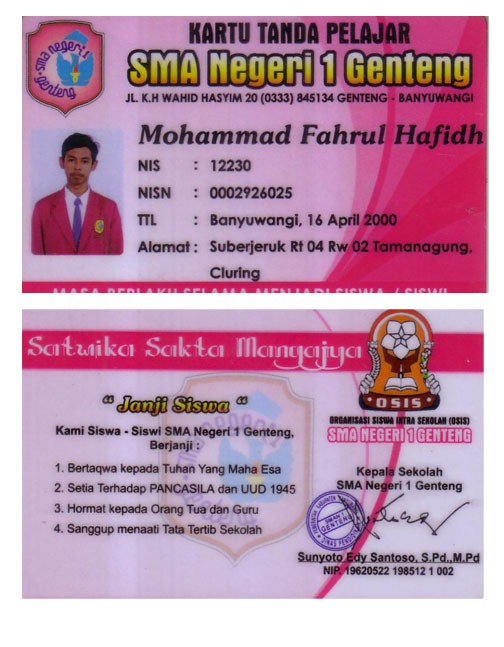 KARTU TANDA PELAJAR
SMA Negeri 1 Genteng
JL. K.H WAHID HASYIM 20 (0333) 845134 GENTENG - BANYUWANGI
sma negeri 1
genteng
Mohammad Fahrul Hafidh
NIS : 12230
NISN : 0002926025
TTL : Banyuwangi, 16 April 2000
Alamat : Suberjeruk Rt 04 Rw 02 Tamanagung,
Cluring
MASA BERLAKU SELAMA MENJADI SISWA / SISWI
Satwika Sakta Mangajya
OSIS
ORGANISASI SISWA INTRA SEKOLAH (OSIS)
SMA NEGERI 1 GENTENG
“ Janji Siswa “
Kami Siswa - Siswi SMA Negeri 1 Genteng,
Berjanji :
1. Bertaqwa kepada Tuhan Yang Maha Esa
2. Setia Terhadap PANCASILA dan UUD 1945
3. Hormat kepada Orang Tua dan Guru
4. Sanggup menaati Tata Tertib Sekolah
Kepala Sekolah
SMA Negeri 1 Genteng
Sunyoto Edy Santoso, S.Pd.,M.Pd
NIP. 19620522 198512 1 002